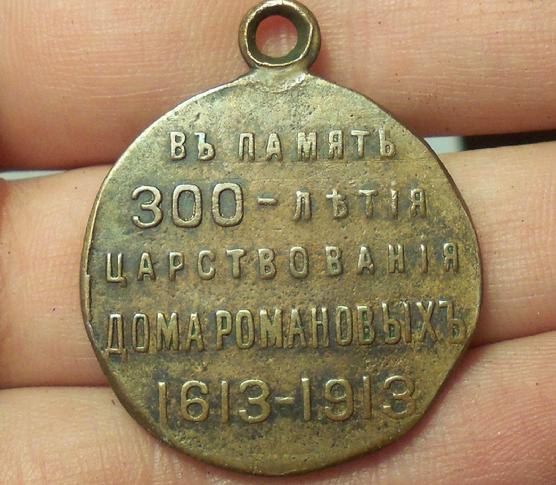 ВЪ ПАМЯТЬ
300-ЛѢТІЯ
ЦАРСТВОВАНІЯ
ДОМА РОМАНОВЫХЪ
1613-1913